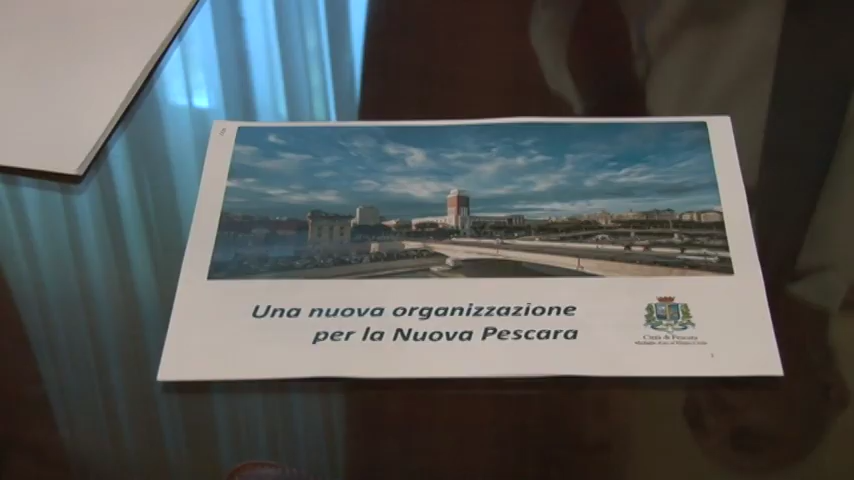 Una nuova organizzazione
per la Nuova Pescara
Città di Pescara